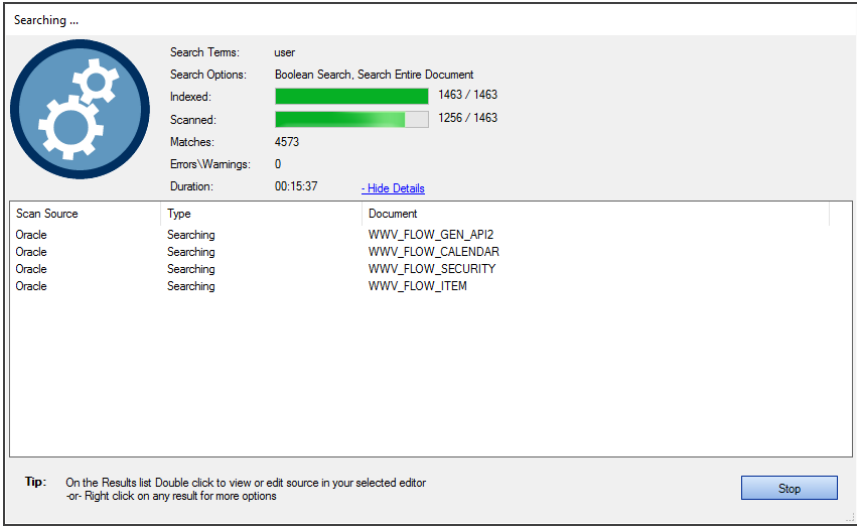 Searching ...
Search Terms: user
Search Options: Boolean Search, Search Entire Document
Indexed: 1463 / 1463
Scanned: 1256 / 1463
Matches: 4573
Errors\Warnings: 0
Duration: 00:15:37 - Hide Details
Scan Source Type Document
Oracle Searching WWV_FLOW_GEN_API2
Oracle Searching WWV_FLOW_CALENDAR
Oracle Searching WWV_FLOW_SECURITY
Oracle Searching WWV_FLOW_ITEM
Tip: On the Results list Double click to view or edit source in your selected editor
-or- Right click on any result for more options
Stop